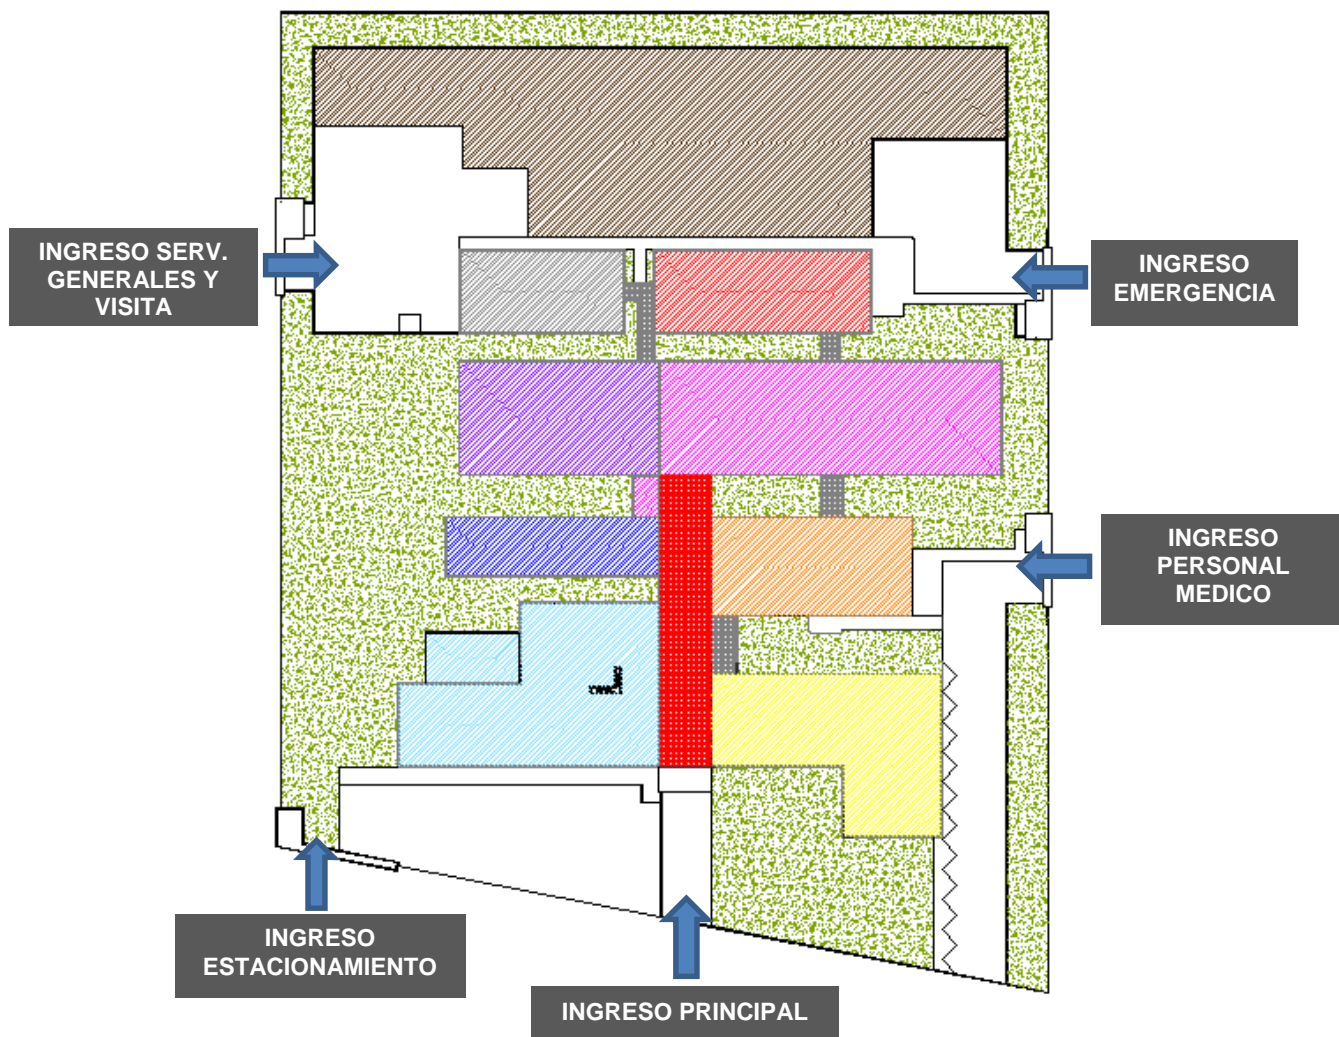 INGRESO SERV.
GENERALES Y
VISITA
INGRESO
EMERGENCIA
INGRESO
PERSONAL
MEDICO
INGRESO
ESTACIONAMIENTO
INGRESO PRINCIPAL